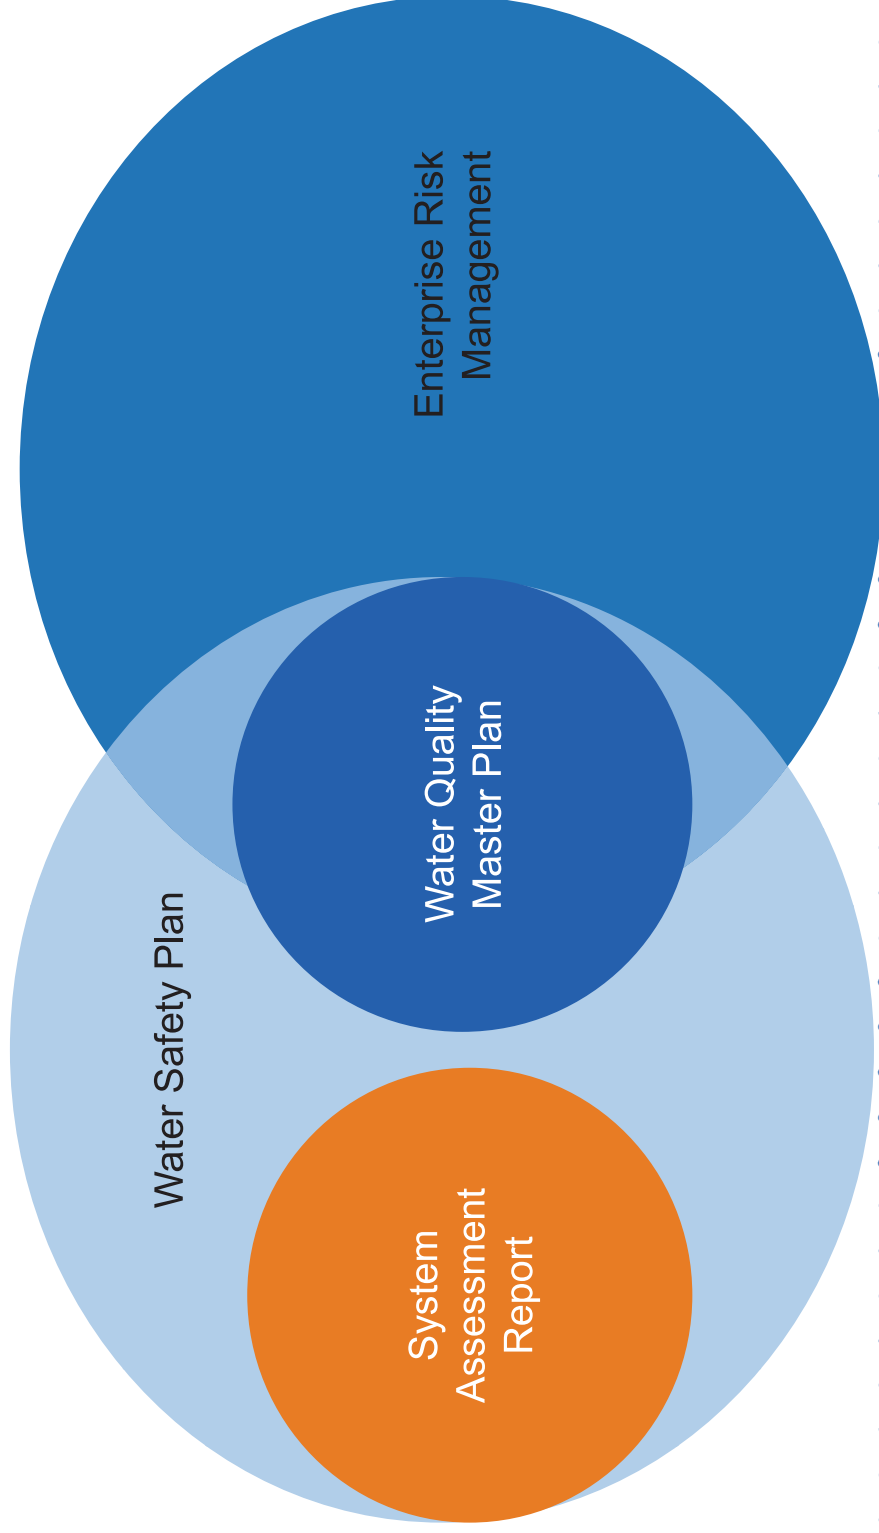 Water Safety Plan
System
Assessment
Report
Water Quality
Master Plan
Enterprise Risk
Management